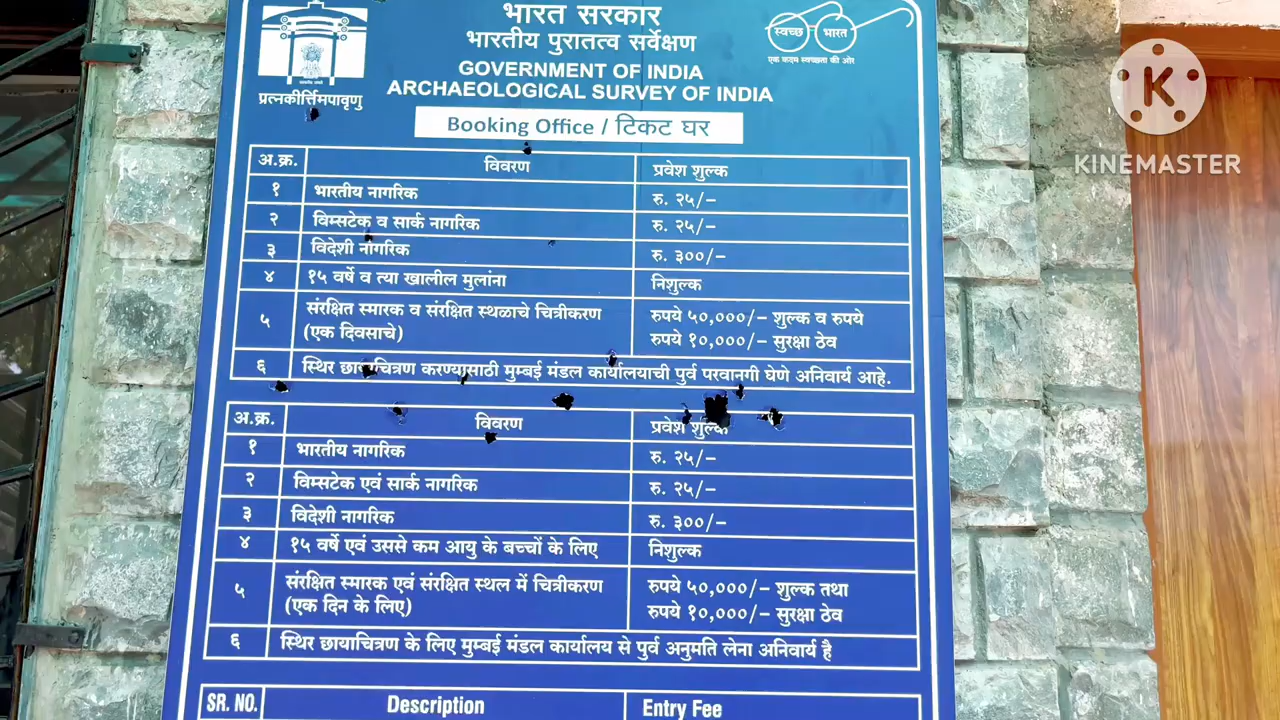 भारत सरकार
भारतीय पुरातत्व सर्वेक्षण
GOVERNMENT OF INDIA
ARCHAEOLOGICAL SURVEY OF INDIA
प्रत्नकीर्त्तिमपावृणु
स्वच्छ भारत
एक कदम स्वच्छता की ओर
K
KINEMASTER
Booking Office / टिकट घर
अ.क्र. विवरण प्रवेश शुल्क
१ भारतीय नागरिक रु. २५/-
२ विम्सटेक व सार्क नागरिक रु. २५/-
३ विदेशी नागरिक रु. ३००/-
४ १५ वर्षे व त्या खालील मुलांना निशुल्क
५ संरक्षित स्मारक व संरक्षित स्थळाचे चित्रीकरण रुपये ५०,०००/- शुल्क व रुपये
(एक दिवसाचे) रुपये १०,०००/- सुरक्षा ठेव
६ स्थिर छायाचित्रण करण्यासाठी मुम्बई मंडल कार्यालयाची पुर्व परवानगी घेणे अनिवार्य आहे.
अ.क्र. विवरण प्रवेश शुल्क
१ भारतीय नागरिक रु. २५/-
२ विम्सटेक एवं सार्क नागरिक रु. २५/-
३ विदेशी नागरिक रु. ३००/-
४ १५ वर्षे एवं उससे कम आयु के बच्चों के लिए निशुल्क
५ संरक्षित स्मारक एवं संरक्षित स्थल में चित्रीकरण रुपये ५०,०००/- शुल्क तथा
(एक दिन के लिए) रुपये १०,०००/- सुरक्षा ठेव
६ स्थिर छायाचित्रण के लिए मुम्बई मंडल कार्यालय से पुर्व अनुमति लेना अनिवार्य है
SR. NO. Description Entry Fee